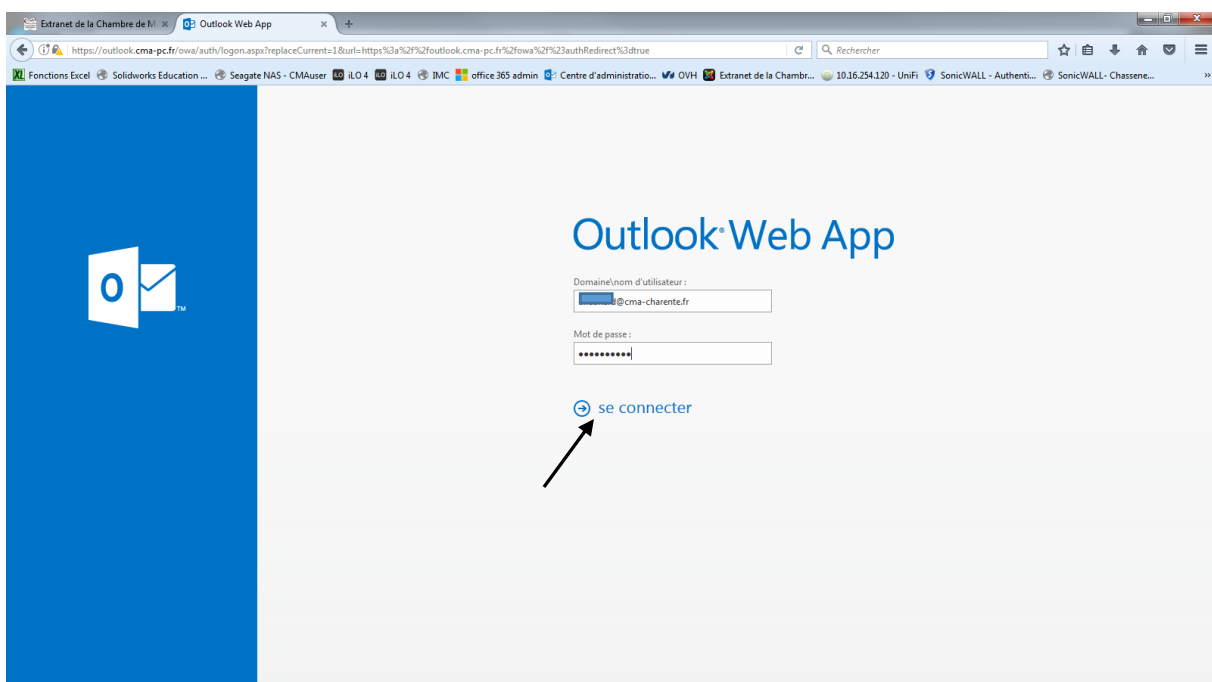 Extranet de la Chambre de M
Outlook Web App
https://outlook.cma-pc.fr/owa/auth/logon.aspx?replaceCurrent=1&url=https%3a%2f%2foutlook.cma-pc.fr%2fowa%2f%23authRedirect%3dtrue
Rechercher
Fonctions Excel Solidworks Education ... Seagate NAS - CMAuser iLO 4 iLO 4 IMC office 365 admin Centre d'administratio... OVH Extranet de la Chambr... 10.16.254.120 - UniFi SonicWALL - Authenti... SonicWALL- Chassene... »
Outlook Web App
Domaine\nom d'utilisateur :
@cma-charente.fr
Mot de passe :
••••••••••
se connecter
O
TM